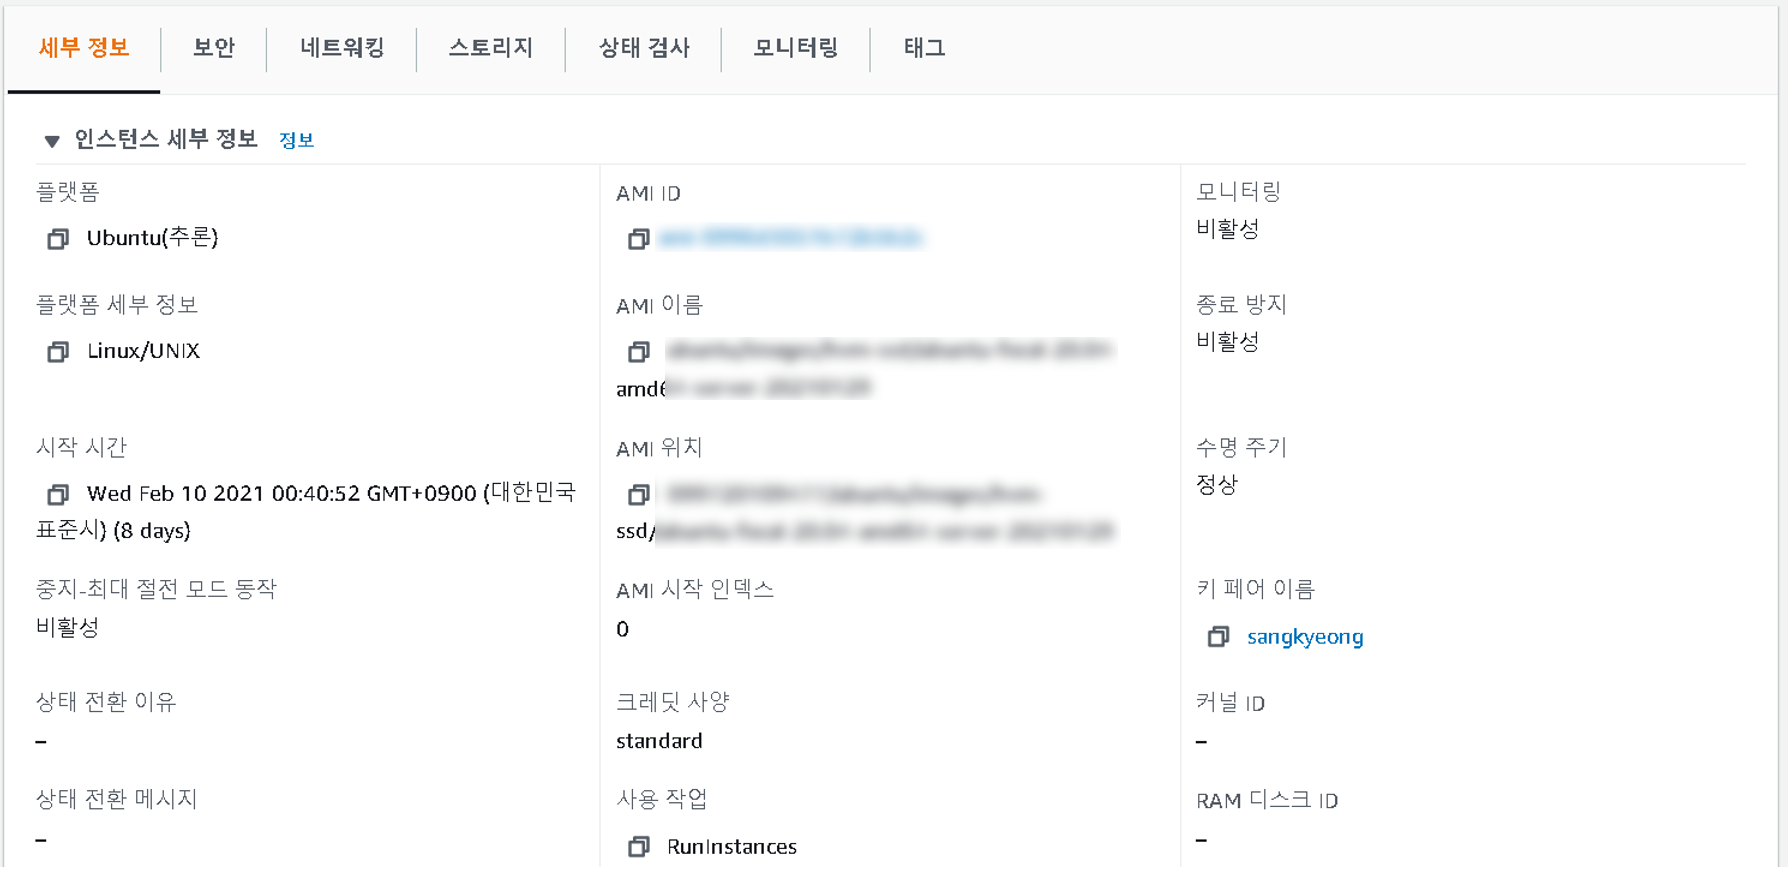 세부 정보
보안
네트워킹
스토리지
상태 검사
모니터링
태그
▼ 인스턴스 세부 정보 정보
플랫폼
Ubuntu(추론)
AMI ID
모니터링
비활성
플랫폼 세부 정보
Linux/UNIX
AMI 이름
종료 방지
비활성
시작 시간
Wed Feb 10 2021 00:40:52 GMT+0900 (대한민국
표준시) (8 days)
AMI 위치
ssd/
수명 주기
정상
중지-최대 절전 모드 동작
비활성
AMI 시작 인덱스
0
키 페어 이름
sangkyeong
상태 전환 이유
–
크레딧 사양
standard
커널 ID
–
상태 전환 메시지
–
사용 작업
RunInstances
RAM 디스크 ID
–